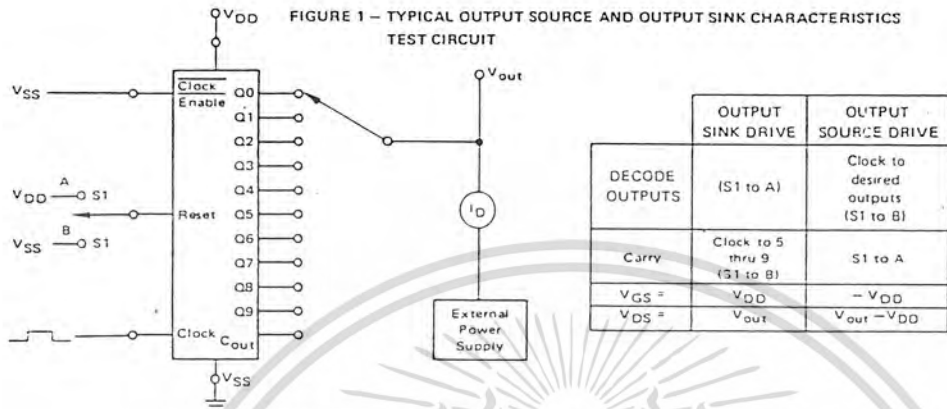 FIGURE 1 – TYPICAL OUTPUT SOURCE AND OUTPUT SINK CHARACTERISTICS
TEST CIRCUIT
VDD
VSS
Clock
Enable
Q0
Q1
Q2
Q3
Q4
Q5
Q6
Q7
Q8
Q9
Cout
VDD
A
S1
Reset
VSS
B
S1
Clock
VSS
Vout
ID
External
Power
Supply
OUTPUT SINK DRIVE
OUTPUT SOURCE DRIVE
DECODE OUTPUTS
(S1 to A)
Clock to desired outputs (S1 to B)
Carry
Clock to 5 thru 9 (S1 to B)
S1 to A
VGS = VDD – VDD
VDS = Vout Vout – VDD